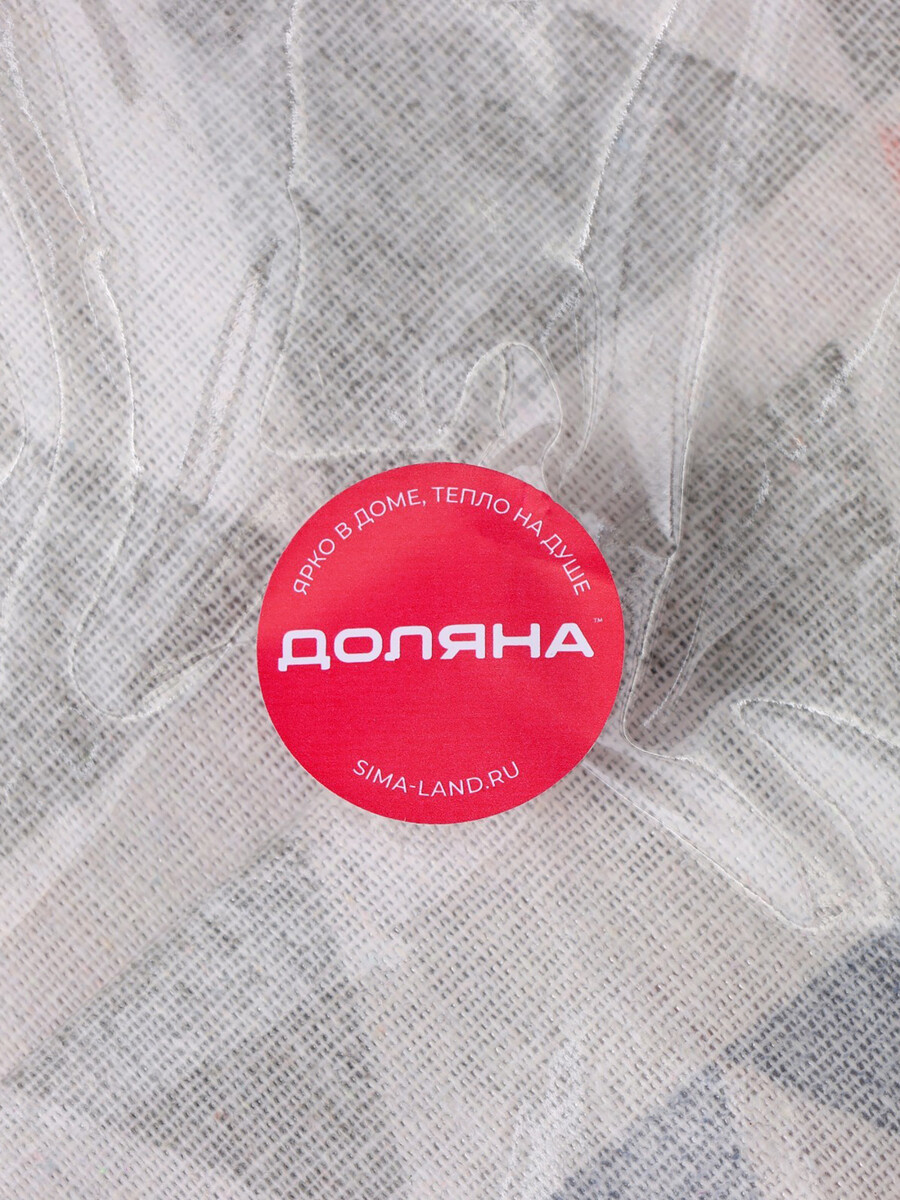 ЯРКО В ДОМЕ, ТЕПЛО НА ДУШЕ
ДОЛЯНА™
SIMA-LAND.RU